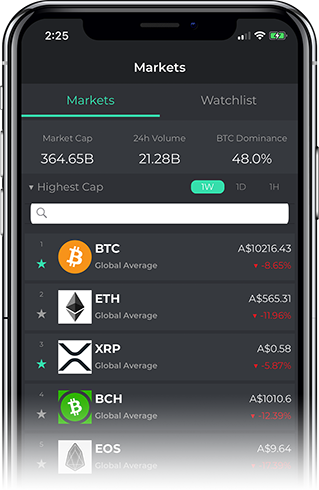 2:25
Markets
Markets Watchlist
Market Cap 24h Volume BTC Dominance
364.65B 21.28B 48.0%
▾ Highest Cap 1W 1D 1H
1 BTC A$10216.43
Global Average ▾ -8.65%
2 ETH A$565.31
Global Average ▾ -11.96%
3 XRP A$0.58
Global Average ▾ -5.87%
4 BCH A$1010.6
Global Average ▾ -12.39%
5 EOS A$9.64
Global Average